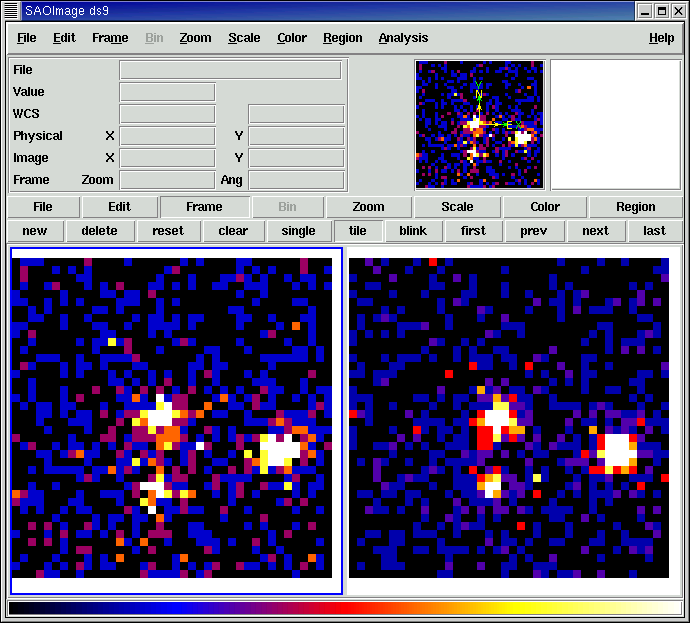 SAOImage ds9
File Edit Frame Bin Zoom Scale Color Region Analysis Help
File
Value
WCS
Physical X Y
Image X Y
Frame Zoom Ang
Y
N
E X
File Edit Frame Bin Zoom Scale Color Region
new delete reset clear single tile blink first prev next last